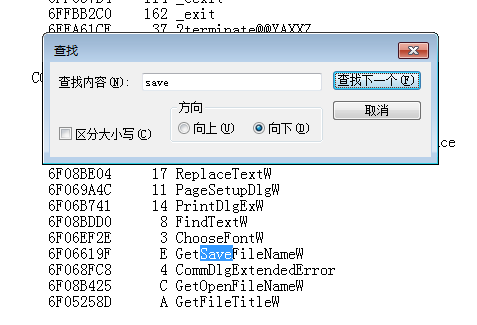 6FFBB2C0 162 _exit
37 ?terminate@@YAXXZ
查找
查找内容(N): save
查找下一个(F)
方向
取消
区分大小写(C)
向上(U)
向下(D)
6F08BE04 17 ReplaceTextW
6F069A4C 11 PageSetupDlgW
6F06B741 14 PrintDlgExW
6F08BDD0 8 FindTextW
6F06EF2E 3 ChooseFontW
6F06619F E GetSaveFileNameW
6F068FC8 4 CommDlgExtendedError
6F08B425 C GetOpenFileNameW
6F05258D A GetFileTitleW